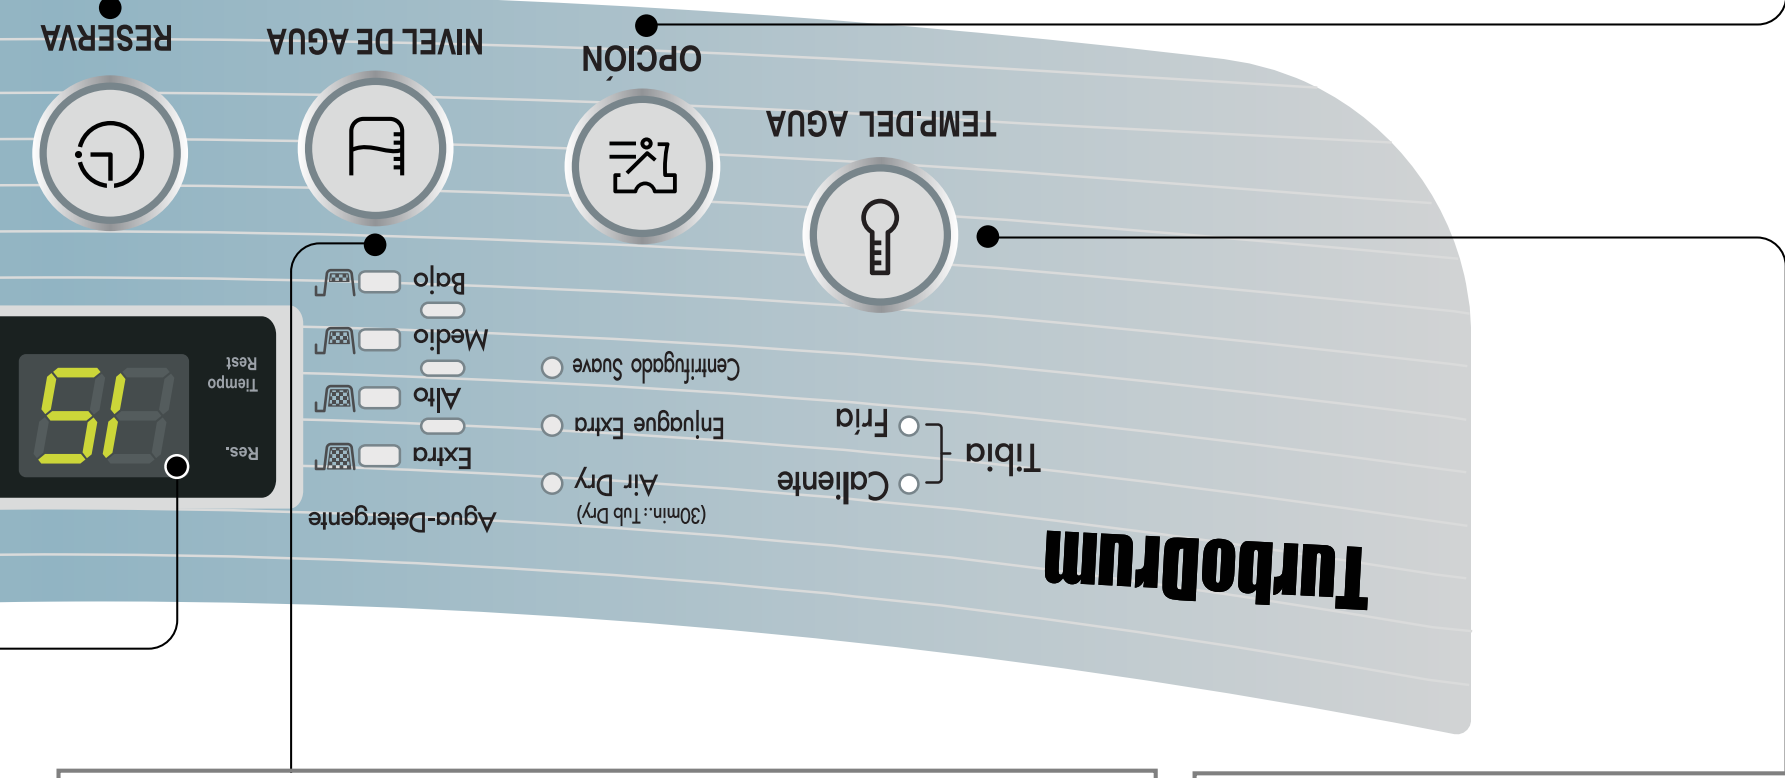 TurboDrum
Tibia
Caliente
Fría
TEMP.DEL AGUA
(30min.: Tub Dry)
Air Dry
Enjuague Extra
Centrifugado Suave
OPCIÓN
Agua-Detergente
Extra
Alto
Medio
Bajo
NIVEL DE AGUA
Res.
Tiempo
Rest
15
RESERVA